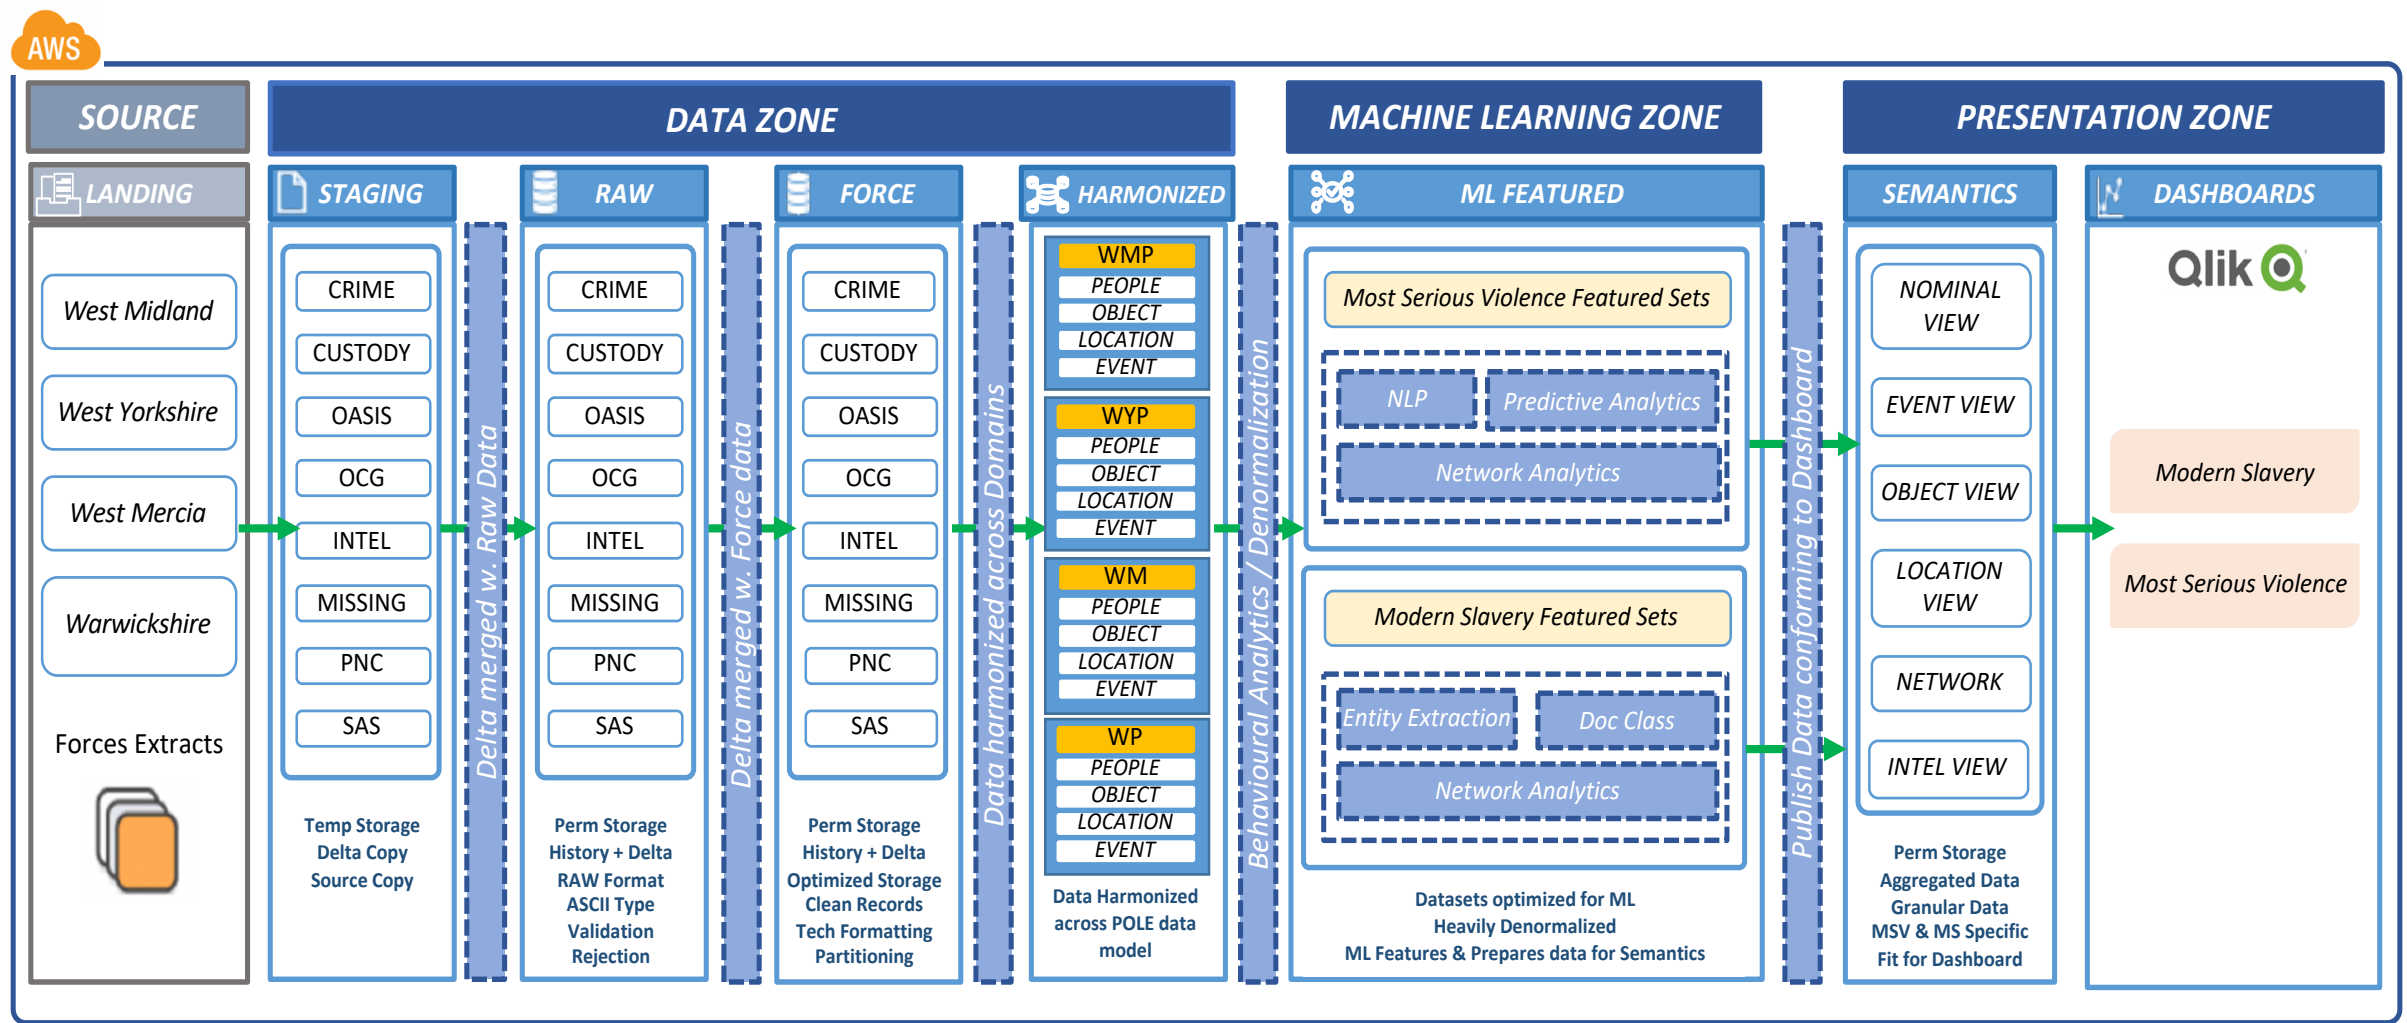 AWS
SOURCE
DATA ZONE
MACHINE LEARNING ZONE
PRESENTATION ZONE
LANDING
STAGING
RAW
FORCE
HARMONIZED
ML FEATURED
SEMANTICS
DASHBOARDS
West Midland
West Yorkshire
West Mercia
Warwickshire
Forces Extracts
CRIME
CUSTODY
OASIS
OCG
INTEL
MISSING
PNC
SAS
Temp Storage
Delta Copy
Source Copy
Delta merged w. Raw Data
CRIME
CUSTODY
OASIS
OCG
INTEL
MISSING
PNC
SAS
Perm Storage
History + Delta
RAW Format
ASCII Type
Validation
Rejection
Delta merged w. Force data
CRIME
CUSTODY
OASIS
OCG
INTEL
MISSING
PNC
SAS
Perm Storage
History + Delta
Optimized Storage
Clean Records
Tech Formatting
Partitioning
Data harmonized across Domains
WMP
PEOPLE
OBJECT
LOCATION
EVENT
WYP
PEOPLE
OBJECT
LOCATION
EVENT
WM
PEOPLE
OBJECT
LOCATION
EVENT
WP
PEOPLE
OBJECT
LOCATION
EVENT
Data Harmonized
across POLE data
model
Behavioural Analytics / Denormalization
Most Serious Violence Featured Sets
NLP
Predictive Analytics
Network Analytics
Modern Slavery Featured Sets
Entity Extraction
Doc Class
Network Analytics
Datasets optimized for ML
Heavily Denormalized
ML Features & Prepares data for Semantics
Publish Data conforming to Dashboard
NOMINAL
VIEW
EVENT VIEW
OBJECT VIEW
LOCATION
VIEW
NETWORK
INTEL VIEW
Perm Storage
Aggregated Data
Granular Data
MSV & MS Specific
Fit for Dashboard
Qlik
Modern Slavery
Most Serious Violence